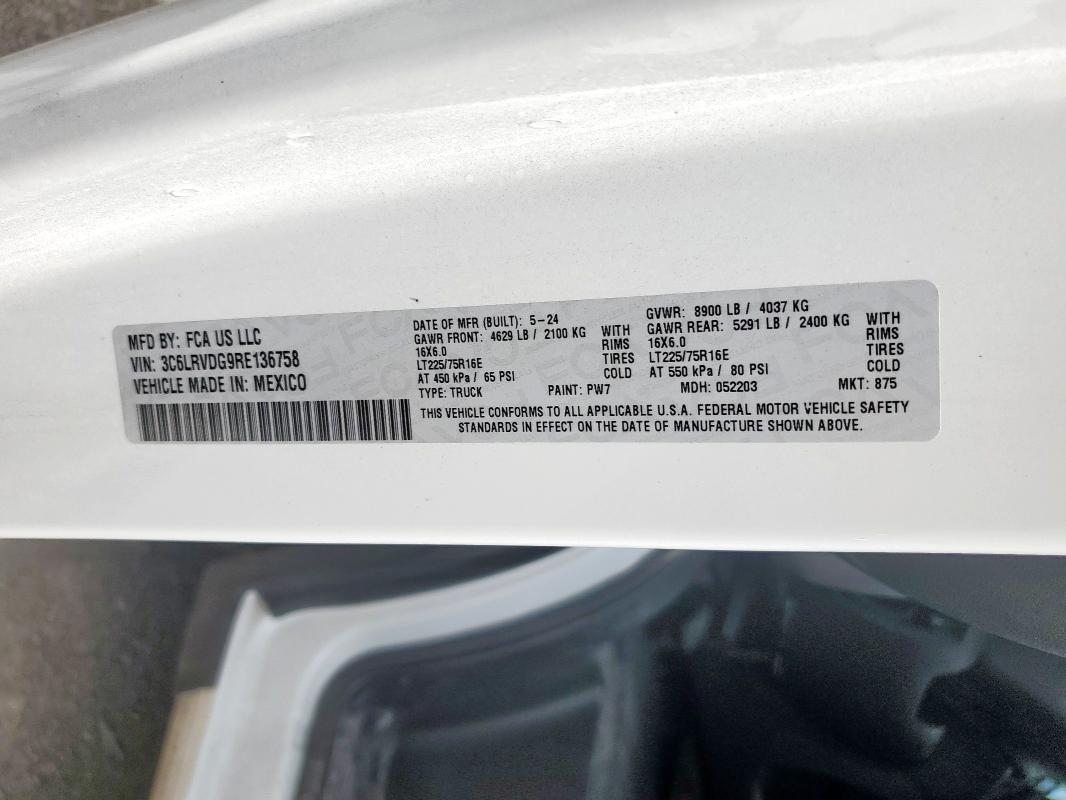 MFD BY: FCA US LLC
VIN: 3C6LRVDG9RE136758
VEHICLE MADE IN: MEXICO
DATE OF MFR (BUILT): 5-24
GAWR FRONT: 4629 LB / 2100 KG
16X6.0
LT225/75R16E
AT 450 kPa / 65 PSI
WITH
RIMS
TIRES
COLD
GVWR: 8900 LB / 4037 KG
GAWR REAR: 5291 LB / 2400 KG
16X6.0
LT225/75R16E
AT 550 kPa / 80 PSI
WITH
RIMS
TIRES
COLD
TYPE: TRUCK PAINT: PW7 MDH: 052203 MKT: 875
THIS VEHICLE CONFORMS TO ALL APPLICABLE U.S.A. FEDERAL MOTOR VEHICLE SAFETY
STANDARDS IN EFFECT ON THE DATE OF MANUFACTURE SHOWN ABOVE.